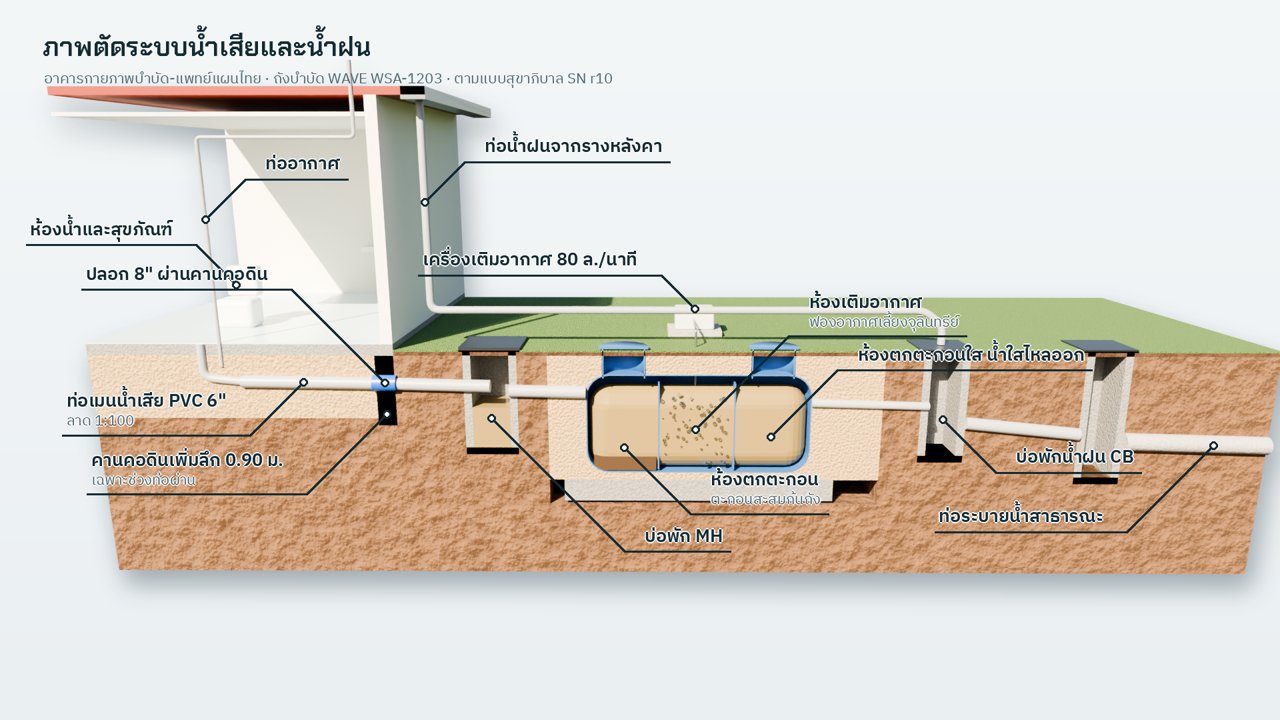 ภาพตัดระบบน้ำเสียและน้ำฝน
อาคารกายภาพบำบัด-แพทย์แผนไทย · ถังบำบัด WAVE WSA-1203 · ตามแบบสุขาภิบาล SN r10
ท่อน้ำฝนจากรางหลังคา
ท่ออากาศ
ห้องน้ำและสุขภัณฑ์
เครื่องเติมอากาศ 80 ล./นาที
ปลอก 8" ผ่านคานคอดิน
ห้องเติมอากาศ
ฟองอากาศเลี้ยงจุลินทรีย์
ห้องตกตะกอนใส น้ำใสไหลออก
ท่อเมนน้ำเสีย PVC 6"
ลาด 1:100
คานคอดินเพิ่มลึก 0.90 ม.
เฉพาะช่วงท่อผ่าน
บ่อพักน้ำฝน CB
ห้องตกตะกอน
ตะกอนสะสมก้นถัง
ท่อระบายน้ำสาธารณะ
บ่อพัก MH